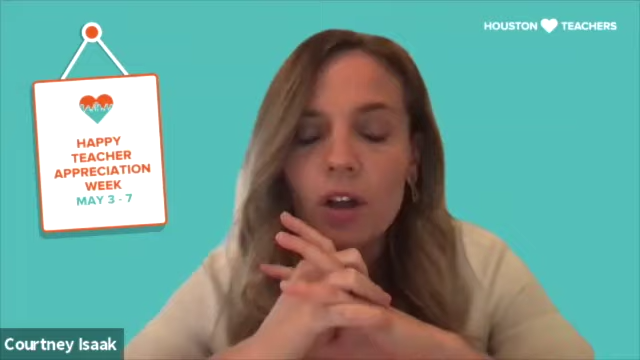 HOUSTON TEACHERS
HAPPY
TEACHER
APPRECIATION
WEEK
MAY 3 - 7
Courtney Isaak